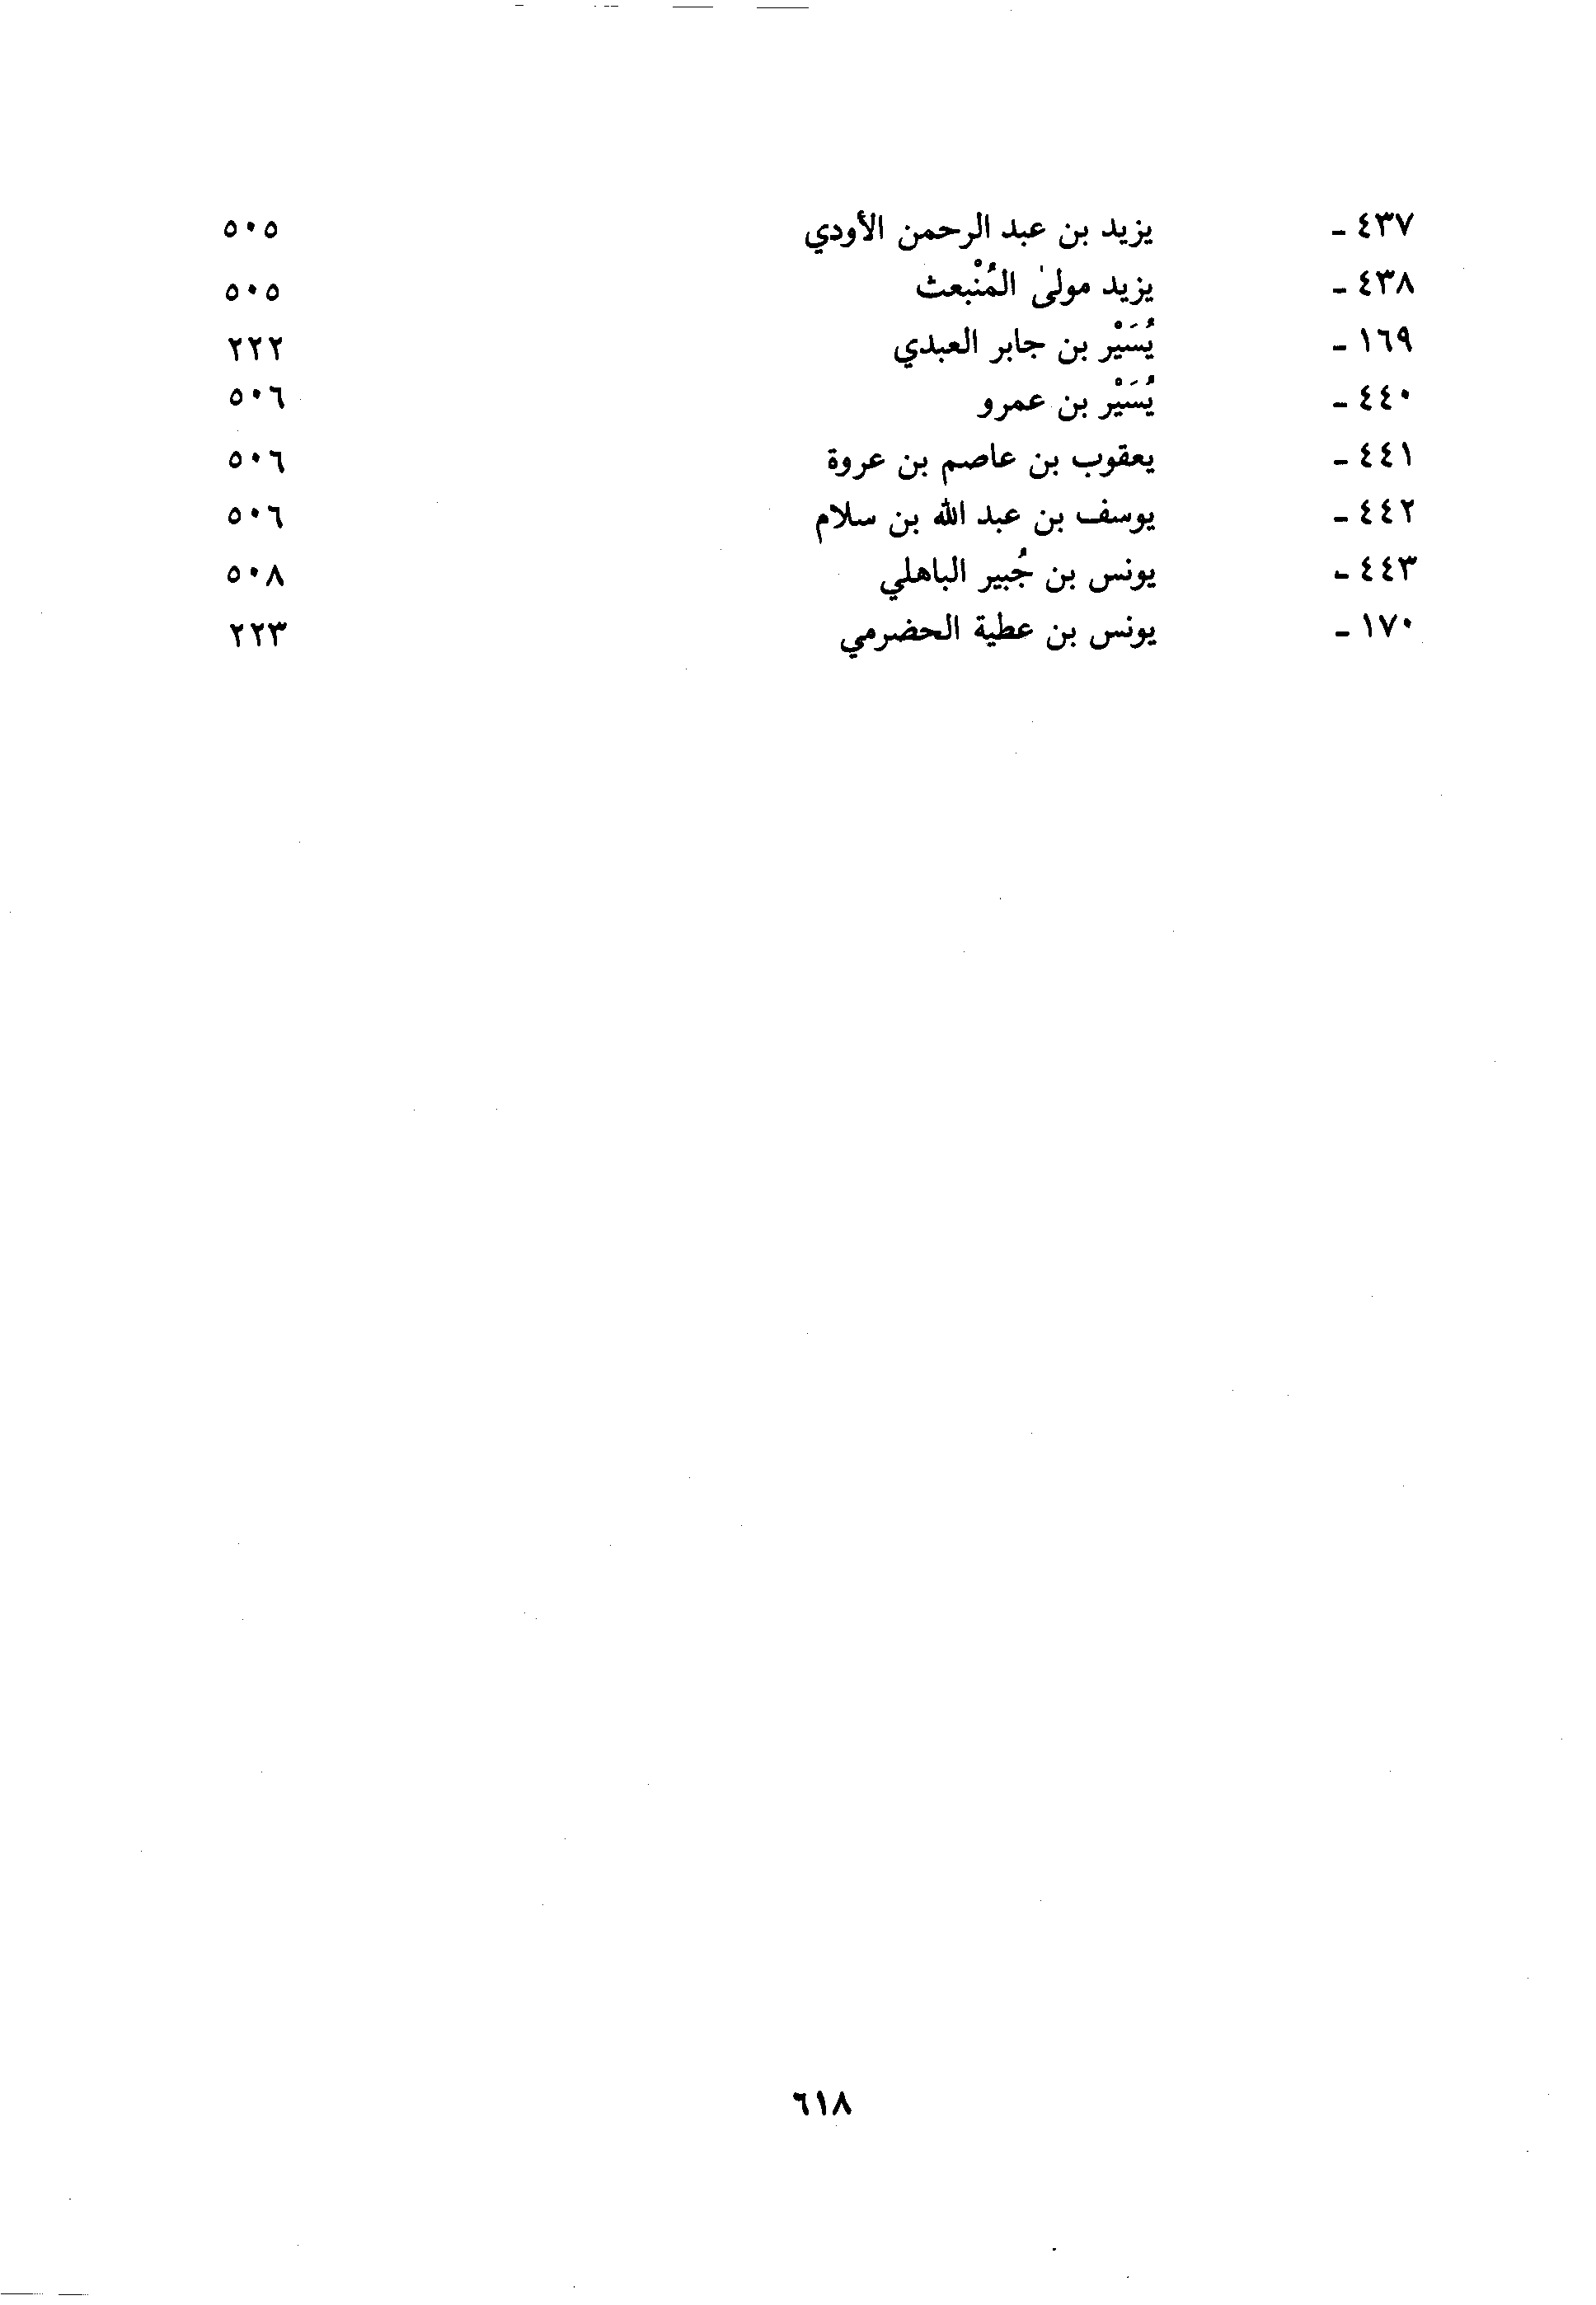 ٤٣٧ - يزيد بن عبد الرحمن الأودي ٥٠٥
٤٣٨ - يزيد مولىٰ المُنْبعث ٥٠٥
١٦٩ - يُسَيْر بن جابر العبدي ٢٢٢
٤٤٠ - يُسَيْر بن عمرو ٥٠٦
٤٤١ - يعقوب بن عاصم بن عروة ٥٠٦
٤٤٢ - يوسف بن عبد الله بن سلام ٥٠٦
٤٤٣ - يونس بن جُبير الباهلي ٥٠٨
١٧٠ - يونس بن عطية الحضرمي ٢٢٣
٦١٨